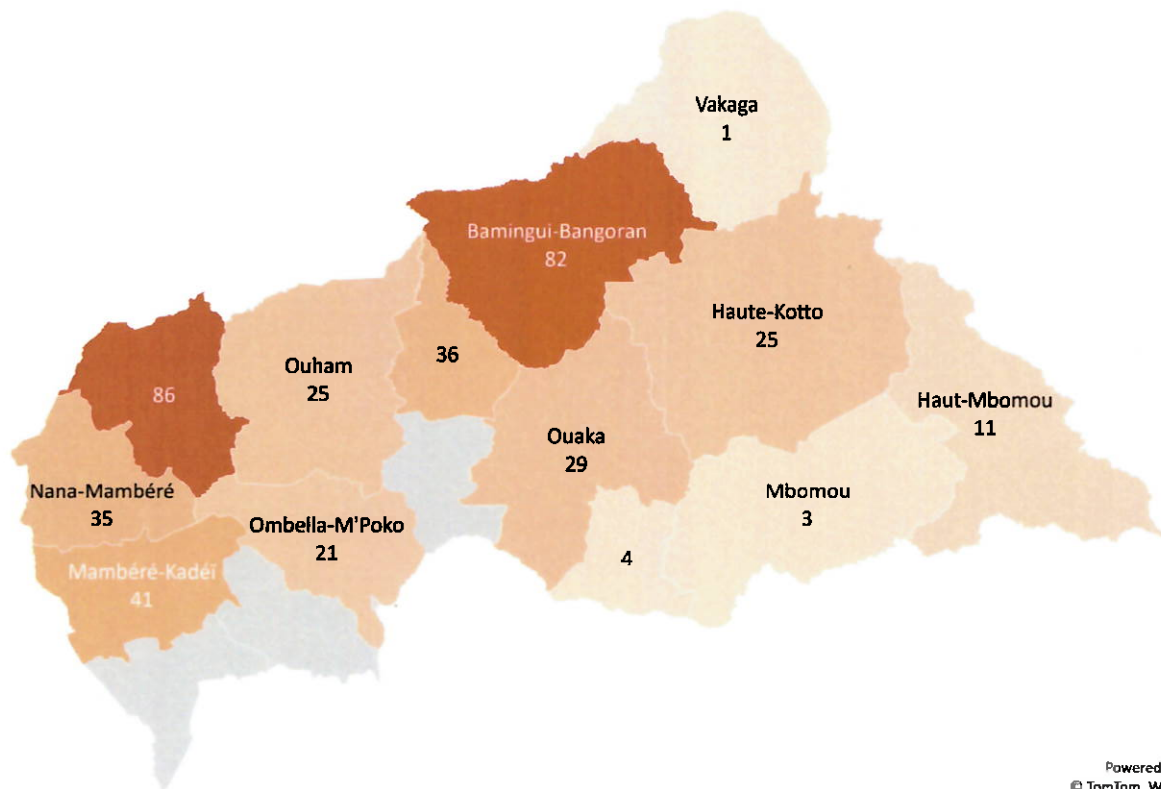 Vakaga
1
Bamingui-Bangoran
82
Haute-Kotto
25
36
Ouham
25
86
Haut-Mbomou
11
Ouaka
29
Nana-Mambéré
35
Mbomou
3
Ombella-M'Poko
21
4
Mambéré-Kadéï
41
Powered
© TomTom, W